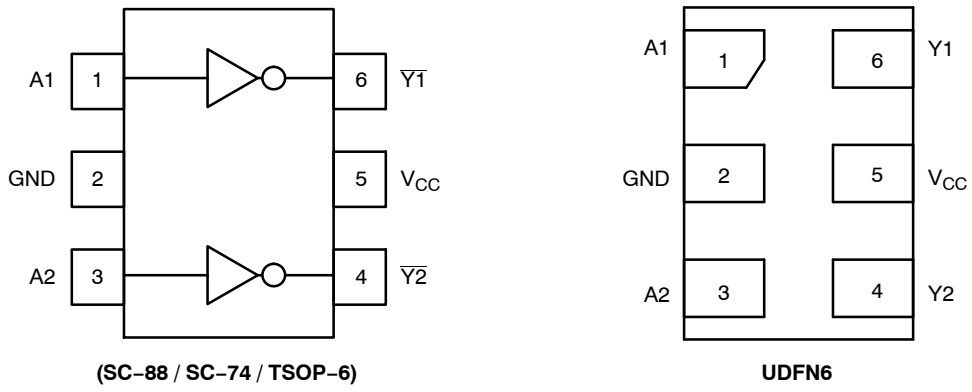 A1 1 6 Y1̅
GND 2 5 VCC
A2 3 4 Y2̅
(SC−88 / SC−74 / TSOP−6)
A1 1 6 Y1
GND 2 5 VCC
A2 3 4 Y2
UDFN6